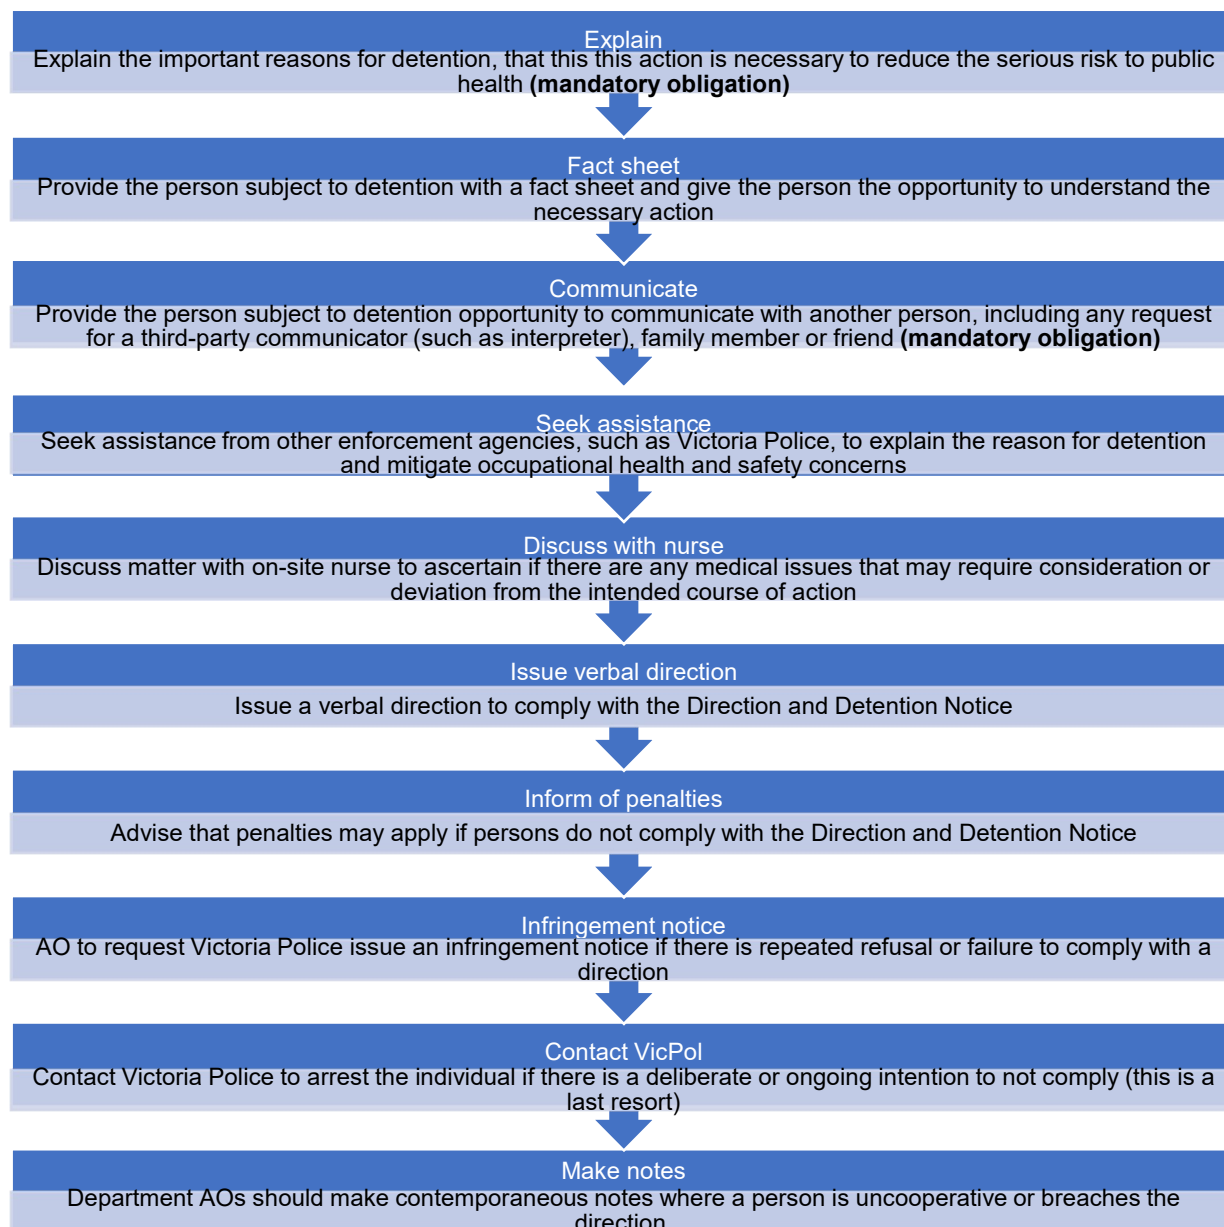 Explain
Explain the important reasons for detention, that this this action is necessary to reduce the serious risk to public
health (mandatory obligation)
Fact sheet
Provide the person subject to detention with a fact sheet and give the person the opportunity to understand the
necessary action
Communicate
Provide the person subject to detention opportunity to communicate with another person, including any request
for a third-party communicator (such as interpreter), family member or friend (mandatory obligation)
Seek assistance
Seek assistance from other enforcement agencies, such as Victoria Police, to explain the reason for detention
and mitigate occupational health and safety concerns
Discuss with nurse
Discuss matter with on-site nurse to ascertain if there are any medical issues that may require consideration or
deviation from the intended course of action
Issue verbal direction
Issue a verbal direction to comply with the Direction and Detention Notice
Inform of penalties
Advise that penalties may apply if persons do not comply with the Direction and Detention Notice
Infringement notice
AO to request Victoria Police issue an infringement notice if there is repeated refusal or failure to comply with a
direction
Contact VicPol
Contact Victoria Police to arrest the individual if there is a deliberate or ongoing intention to not comply (this is a
last resort)
Make notes
Department AOs should make contemporaneous notes where a person is uncooperative or breaches the
direction